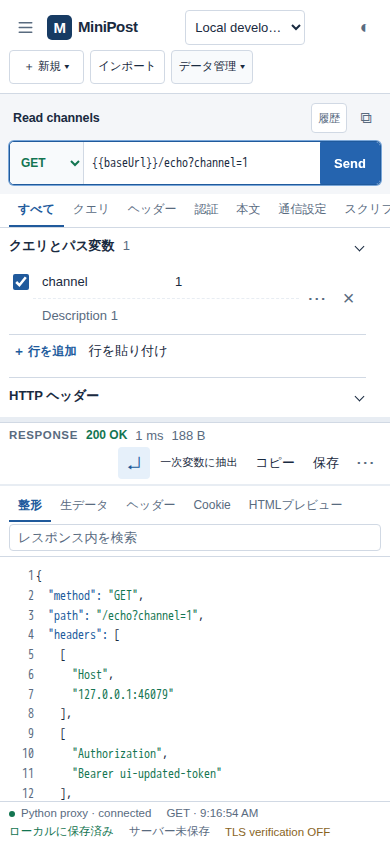 M MiniPost Local develo…
＋ 新規 ▾ インポート データ管理 ▾
Read channels 履歴
GET {{baseUrl}}/echo?channel=1 Send
すべて クエリ ヘッダー 認証 本文 通信設定 スクリプ
クエリとパス変数 1
channel 1
Description 1
+ 行を追加 行を貼り付け
HTTP ヘッダー
RESPONSE 200 OK 1 ms 188 B
一次変数に抽出 コピー 保存 ···
整形 生データ ヘッダー Cookie HTMLプレビュー
レスポンス内を検索
1 {
2 "method": "GET",
3 "path": "/echo?channel=1",
4 "headers": [
5 [
6 "Host",
7 "127.0.0.1:46079"
8 ],
9 [
10 "Authorization",
11 "Bearer ui-updated-token"
12 ],
Python proxy · connected GET · 9:16:54 AM
ローカルに保存済み サーバー未保存 TLS verification OFF